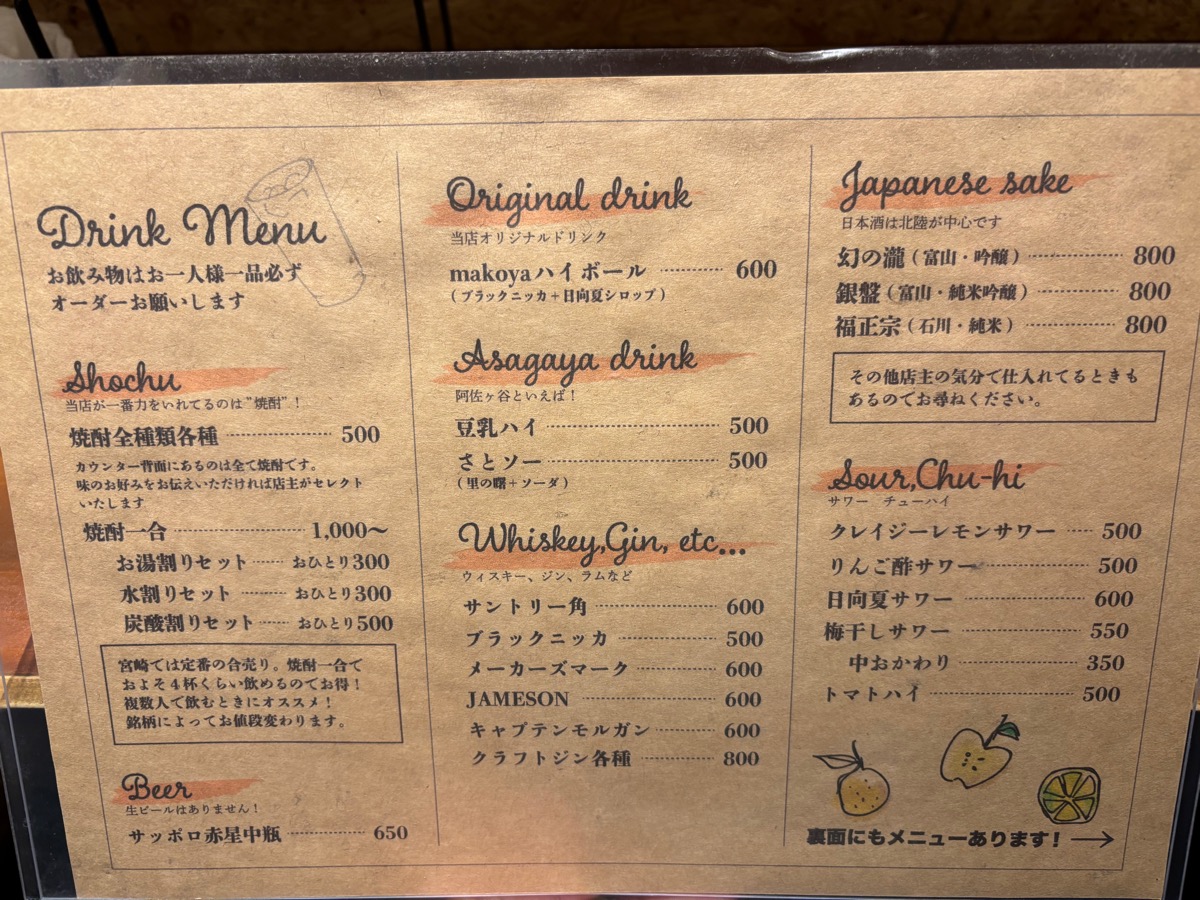 Drink Menu
お飲み物はお一人様一品必ず
オーダーお願いします
Shochu
当店が一番力をいれてるのは"焼酎"！
焼酎全種類各種 500
カウンター背面にあるのは全て焼酎です。
味のお好みをお伝えいただければ店主がセレクト
いたします
焼酎一合 1,000〜
お湯割りセット おひとり300
水割りセット おひとり300
炭酸割りセット おひとり500
宮崎では定番の合売り。焼酎一合で
およそ４杯くらい飲めるのでお得！
複数人で飲むときにオススメ！
銘柄によってお値段変わります。
Beer
生ビールはありません！
サッポロ赤星中瓶 650
Original drink
当店オリジナルドリンク
makoyaハイボール 600
（ブラックニッカ＋日向夏シロップ）
Asagaya drink
阿佐ヶ谷といえば！
豆乳ハイ 500
さとソー 500
（里の曙＋ソーダ）
Whiskey,Gin, etc...
ウィスキー、ジン、ラムなど
サントリー角 600
ブラックニッカ 500
メーカーズマーク 600
JAMESON 600
キャプテンモルガン 600
クラフトジン各種 800
Japanese sake
日本酒は北陸が中心です
幻の瀧（富山・吟醸） 800
銀盤（富山・純米吟醸） 800
福正宗（石川・純米） 800
その他店主の気分で仕入れてるときも
あるのでお尋ねください。
Sour,Chu-hi
サワー チューハイ
クレイジーレモンサワー 500
りんご酢サワー 500
日向夏サワー 600
梅干しサワー 550
中おかわり 350
トマトハイ 500
裏面にもメニューあります！→